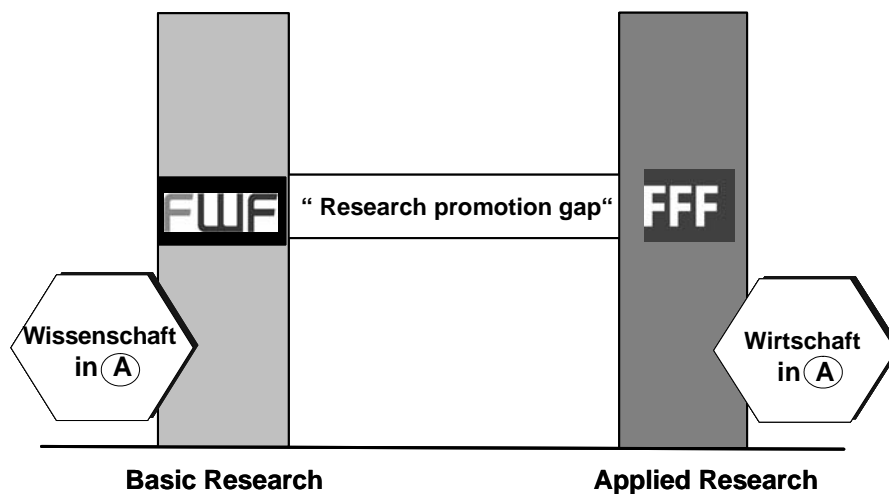 FWF
“ Research promotion gap“
FFF
Wissenschaft
in A
Wirtschaft
in A
Basic Research
Applied Research